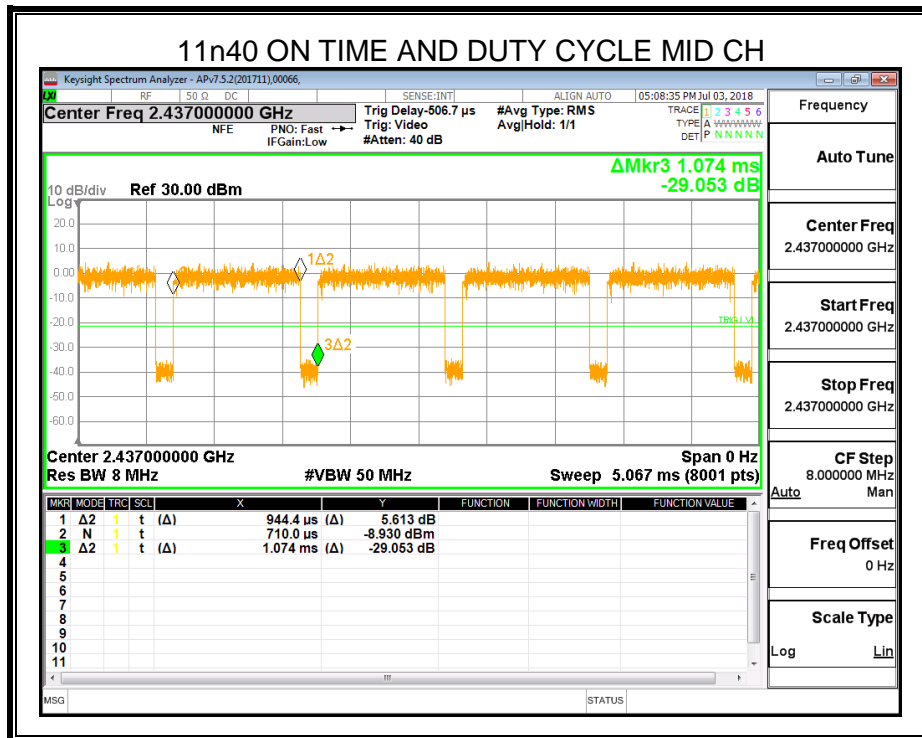 11n40 ON TIME AND DUTY CYCLE MID CH
Keysight Spectrum Analyzer - APv7.5.2(201711),00066,
LXI RF 50 Ω DC SENSE:INT ALIGN AUTO 05:08:35 PM Jul 03, 2018
Center Freq 2.437000000 GHz
NFE
PNO: Fast
IFGain:Low
Trig Delay-506.7 µs
Trig: Video
#Atten: 40 dB
#Avg Type: RMS
Avg|Hold: 1/1
TRACE 1 2 3 4 5 6
TYPE A WWWWW
DET P N N N N N
ΔMkr3 1.074 ms
-29.053 dB
10 dB/div Ref 30.00 dBm
Log
20.0
10.0
0.00
-10.0
-20.0
-30.0
-40.0
-50.0
-60.0
1Δ2
3Δ2
TRIG LVL
Center 2.437000000 GHz Span 0 Hz
Res BW 8 MHz #VBW 50 MHz Sweep 5.067 ms (8001 pts)
MKR MODE TRC SCL X Y FUNCTION FUNCTION WIDTH FUNCTION VALUE
1 Δ2 1 t (Δ) 944.4 µs (Δ) 5.613 dB
2 N 1 t 710.0 µs -8.930 dBm
3 Δ2 1 t (Δ) 1.074 ms (Δ) -29.053 dB
4
5
6
7
8
9
10
11
MSG STATUS
Frequency
Auto Tune
Center Freq
2.437000000 GHz
Start Freq
2.437000000 GHz
Stop Freq
2.437000000 GHz
CF Step
8.000000 MHz
Auto Man
Freq Offset
0 Hz
Scale Type
Log Lin